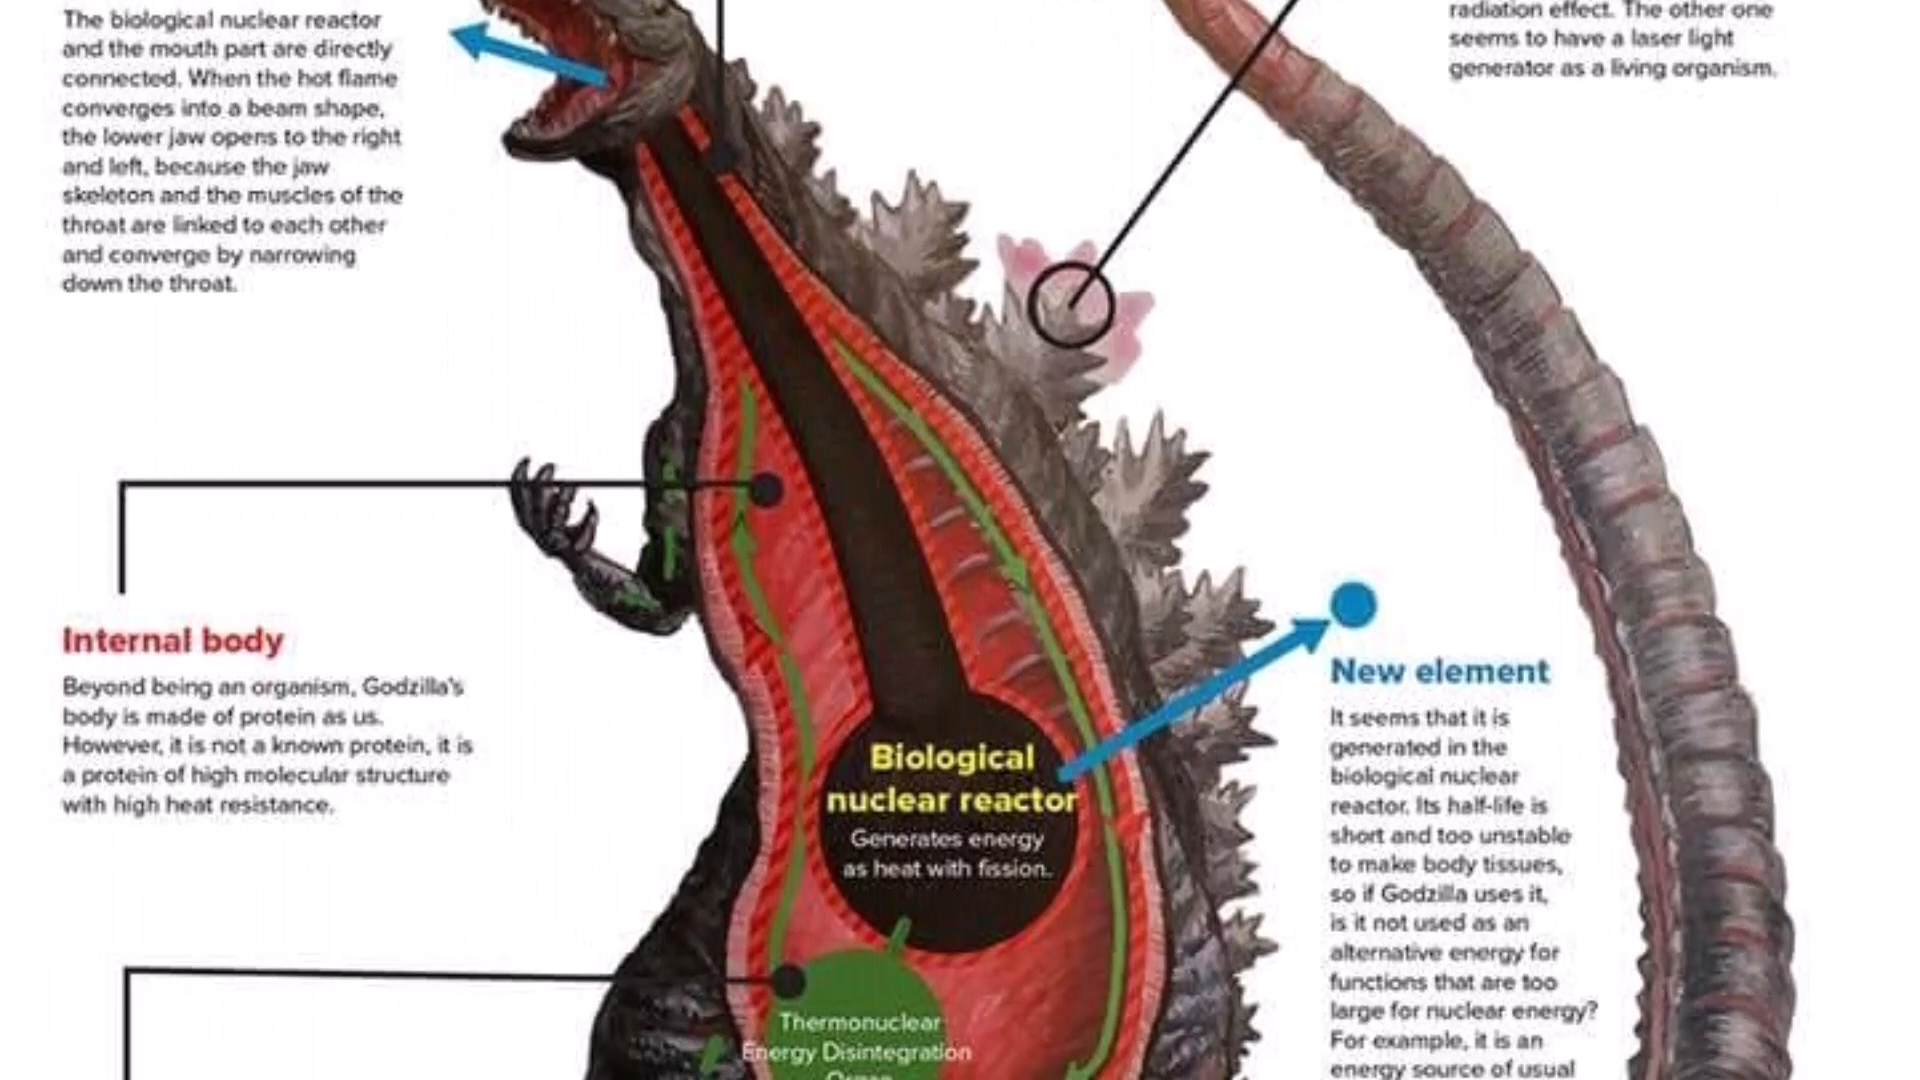 The biological nuclear reactor
and the mouth part are directly
connected. When the hot flame
converges into a beam shape,
the lower jaw opens to the right
and left, because the jaw
skeleton and the muscles of the
throat are linked to each other
and converge by narrowing
down the throat.
radiation effect. The other one
seems to have a laser light
generator as a living organism.
Internal body
Beyond being an organism, Godzilla's
body is made of protein as us.
However, it is not a known protein, it is
a protein of high molecular structure
with high heat resistance.
Biological
nuclear reactor
Generates energy
as heat with fission.
New element
It seems that it is
generated in the
biological nuclear
reactor. Its half-life is
short and too unstable
to make body tissues,
so if Godzilla uses it,
is it not used as an
alternative energy for
functions that are too
large for nuclear energy?
For example, it is an
energy source of usual
Thermonuclear
Energy Disintegration
Organ